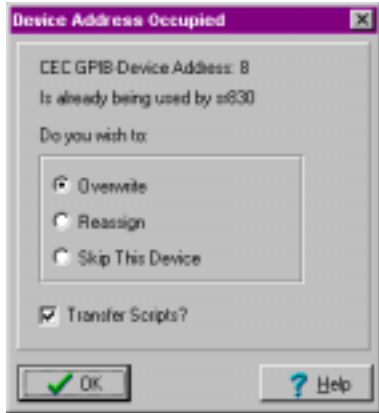 Device Address Occupied
CEC GPIB-Device Address: 8
Is already being used by sr830
Do you wish to:
Overwrite
Reassign
Skip This Device
Transfer Scripts?
OK
? Help